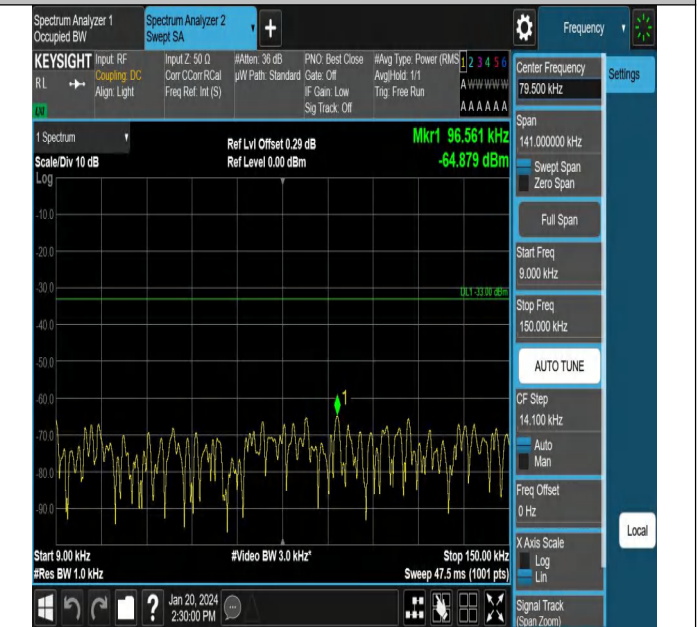 Spectrum Analyzer 1
Occupied BW
Spectrum Analyzer 2
Swept SA
+
Frequency
KEYSIGHT
RL
Input: RF
Coupling: DC
Align: Light
Input Z: 50 Ω
Corr CCorr RCal
Freq Ref: Int (S)
#Atten: 36 dB
µW Path: Standard
PNO: Best Close
Gate: Off
IF Gain: Low
Sig Track: Off
#Avg Type: Power (RMS
Avg|Hold: 1/1
Trig: Free Run
1 2 3 4 5 6
A W W W W W
A A A A A A
1 Spectrum
Scale/Div 10 dB
Log
Ref Lvl Offset 0.29 dB
Ref Level 0.00 dBm
Mkr1 96.561 kHz
-64.879 dBm
-10.0
-20.0
-30.0
DL1 -33.00 dBm
-40.0
-50.0
-60.0
1
-70.0
-80.0
-90.0
Start 9.00 kHz
#Res BW 1.0 kHz
#Video BW 3.0 kHz*
Stop 150.00 kHz
Sweep 47.5 ms (1001 pts)
Center Frequency
79.500 kHz
Settings
Span
141.000000 kHz
Swept Span
Zero Span
Full Span
Start Freq
9.000 kHz
Stop Freq
150.000 kHz
AUTO TUNE
CF Step
14.100 kHz
Auto
Man
Freq Offset
0 Hz
X Axis Scale
Log
Lin
Local
Signal Track
(Span Zoom)
?
Jan 20, 2024
2:30:00 PM